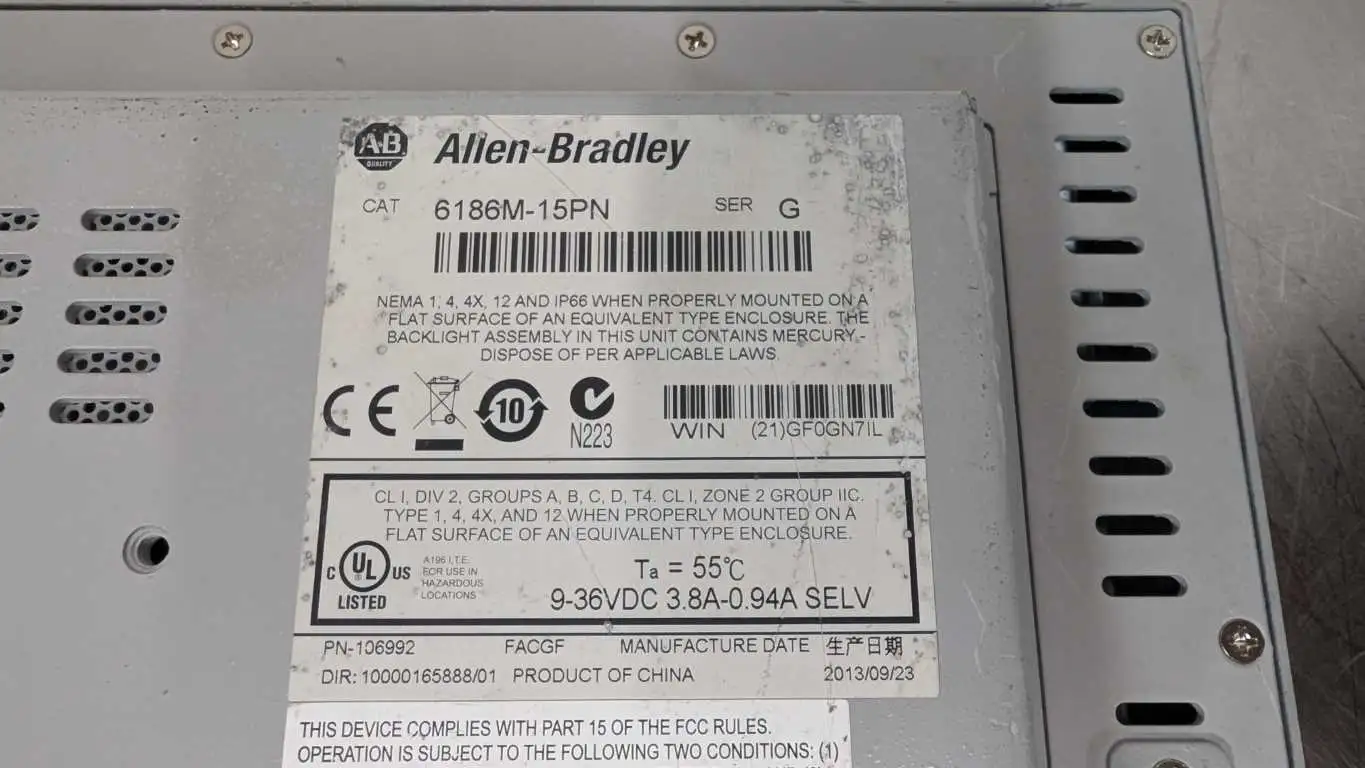 AB QUALITY
Allen-Bradley
CAT 6186M-15PN SER G
NEMA 1, 4, 4X, 12 AND IP66 WHEN PROPERLY MOUNTED ON A
FLAT SURFACE OF AN EQUIVALENT TYPE ENCLOSURE. THE
BACKLIGHT ASSEMBLY IN THIS UNIT CONTAINS MERCURY,
DISPOSE OF PER APPLICABLE LAWS.
CE 10 N223 WIN (21)GF0GN7IL
CL I, DIV 2, GROUPS A, B, C, D, T4. CL I, ZONE 2 GROUP IIC.
TYPE 1, 4, 4X, AND 12 WHEN PROPERLY MOUNTED ON A
FLAT SURFACE OF AN EQUIVALENT TYPE ENCLOSURE.
C UL US LISTED
A196 I.T.E.
FOR USE IN
HAZARDOUS
LOCATIONS
Ta = 55℃
9-36VDC 3.8A-0.94A SELV
PN-106992 FACGF MANUFACTURE DATE 生产日期
DIR: 10000165888/01 PRODUCT OF CHINA 2013/09/23
THIS DEVICE COMPLIES WITH PART 15 OF THE FCC RULES.
OPERATION IS SUBJECT TO THE FOLLOWING TWO CONDITIONS: (1)